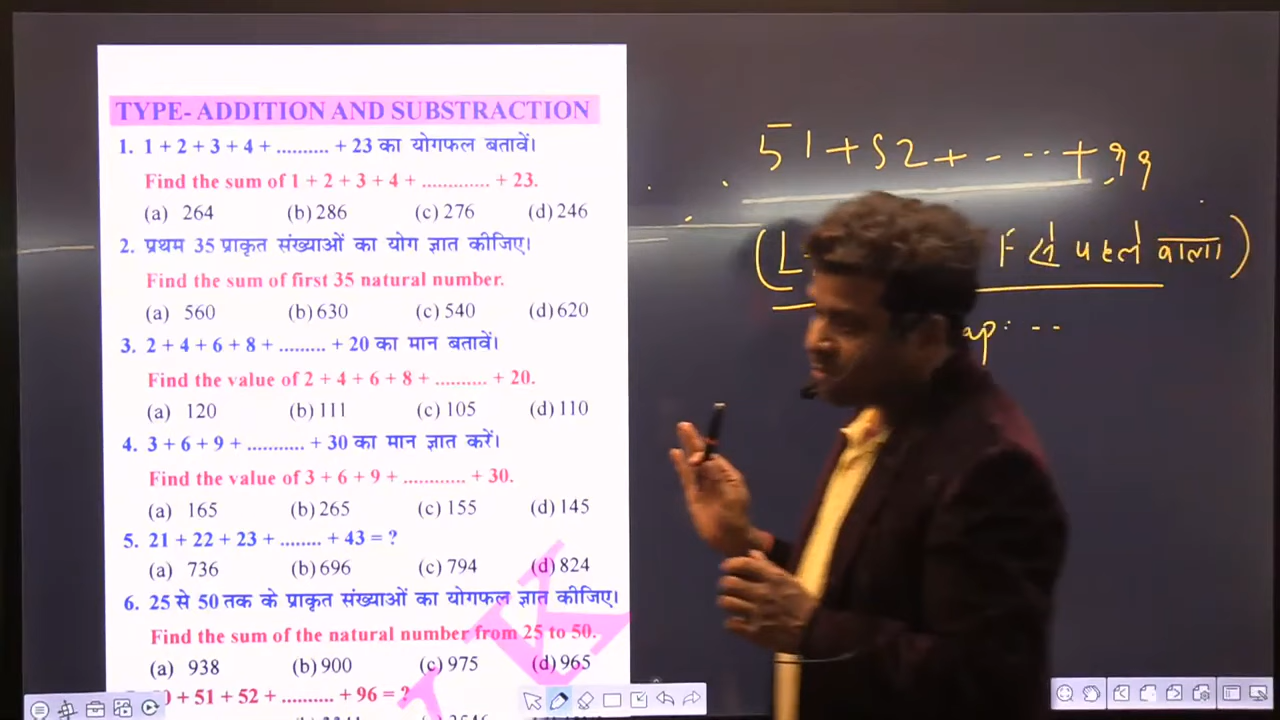 TYPE- ADDITION AND SUBSTRACTION
1. 1 + 2 + 3 + 4 + .......... + 23 का योगफल बतावें।
Find the sum of 1 + 2 + 3 + 4 + ............. + 23.
(a) 264 (b) 286 (c) 276 (d) 246
2. प्रथम 35 प्राकृत संख्याओं का योग ज्ञात कीजिए।
Find the sum of first 35 natural number.
(a) 560 (b) 630 (c) 540 (d) 620
3. 2 + 4 + 6 + 8 + ......... + 20 का मान बतावें।
Find the value of 2 + 4 + 6 + 8 + .......... + 20.
(a) 120 (b) 111 (c) 105 (d) 110
4. 3 + 6 + 9 + ........... + 30 का मान ज्ञात करें।
Find the value of 3 + 6 + 9 + ............ + 30.
(a) 165 (b) 265 (c) 155 (d) 145
5. 21 + 22 + 23 + ........ + 43 = ?
(a) 736 (b) 696 (c) 794 (d) 824
6. 25 से 50 तक के प्राकृत संख्याओं का योगफल ज्ञात कीजिए।
Find the sum of the natural number from 25 to 50.
(a) 938 (b) 900 (c) 975 (d) 965
0 + 51 + 52 + .......... + 96 = ?
51 + 52 + - - ... + 99
(L F से पहले वाला)
ap: --